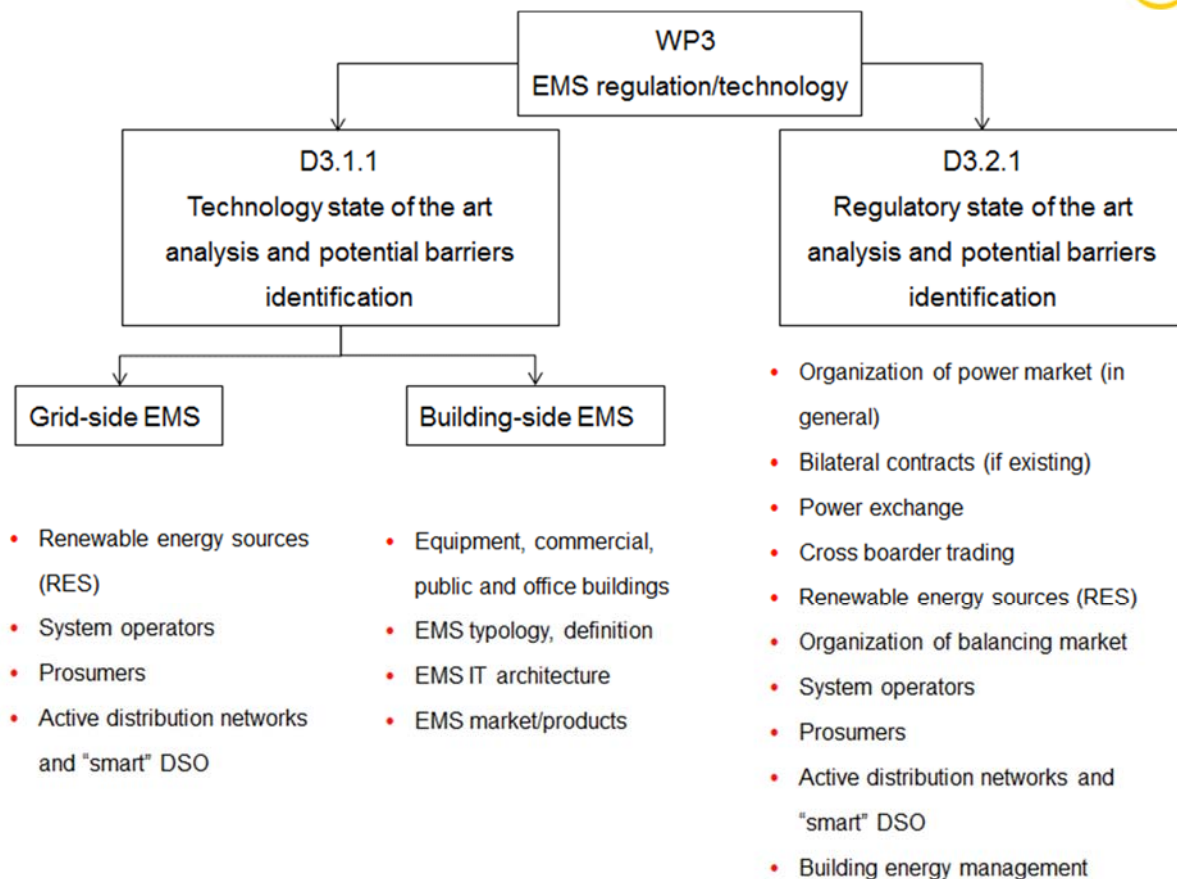 WP3
EMS regulation/technology
D3.1.1
Technology state of the art
analysis and potential barriers
identification
D3.2.1
Regulatory state of the art
analysis and potential barriers
identification
Grid-side EMS
Building-side EMS
• Renewable energy sources
(RES)
• System operators
• Prosumers
• Active distribution networks
and “smart” DSO
• Equipment, commercial,
public and office buildings
• EMS typology, definition
• EMS IT architecture
• EMS market/products
• Organization of power market (in
general)
• Bilateral contracts (if existing)
• Power exchange
• Cross boarder trading
• Renewable energy sources (RES)
• Organization of balancing market
• System operators
• Prosumers
• Active distribution networks and
“smart” DSO
• Building energy management